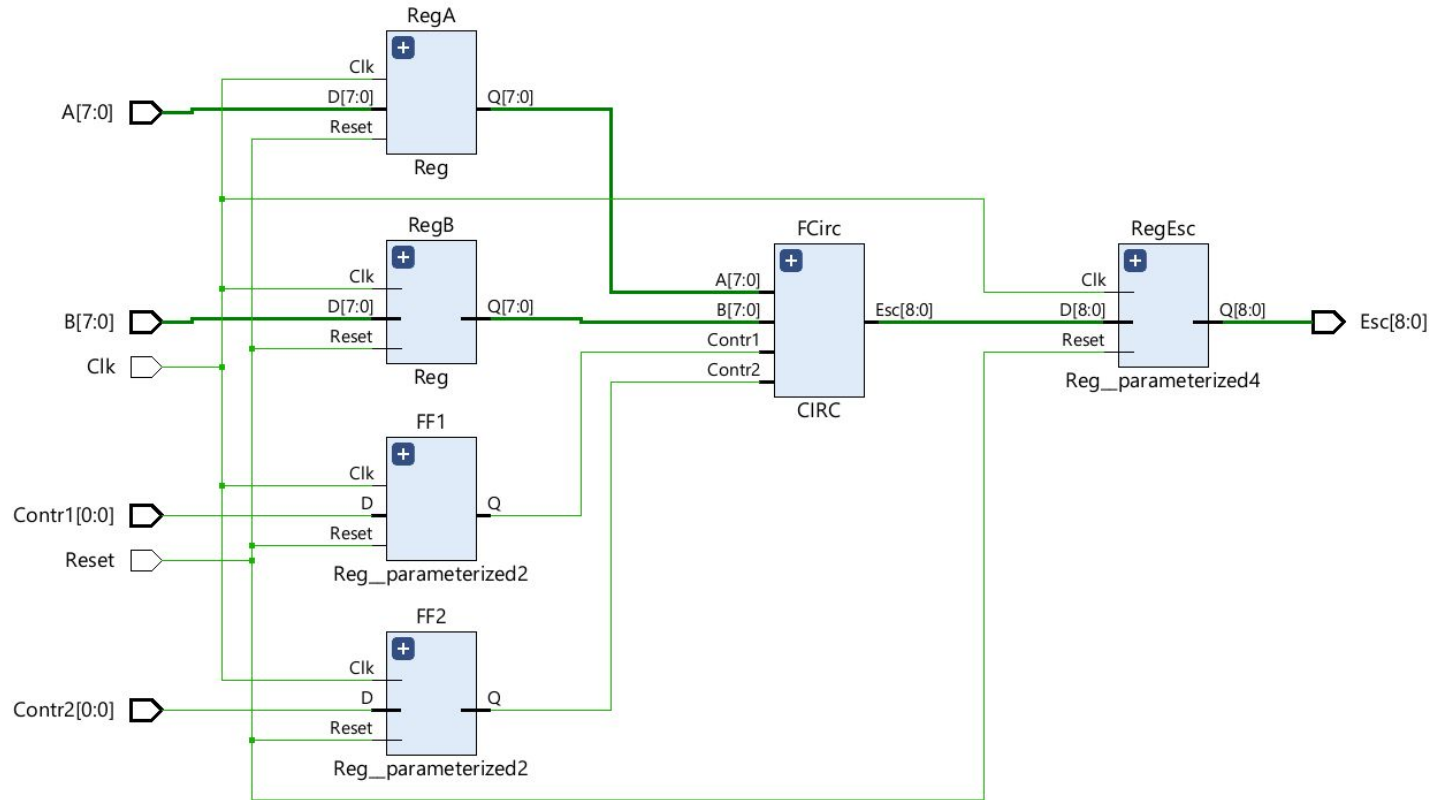 RegA
Clk
D[7:0]
Q[7:0]
A[7:0]
Reset
Reg
RegB
Clk
D[7:0]
Q[7:0]
B[7:0]
Reset
Clk
Reg
FCirc
A[7:0]
B[7:0]
Esc[8:0]
Contr1
Contr2
CIRC
RegEsc
Clk
D[8:0]
Q[8:0]
Esc[8:0]
Reset
Reg__parameterized4
FF1
Clk
Contr1[0:0]
D
Q
Reset
Reset
Reg__parameterized2
FF2
Clk
Contr2[0:0]
D
Q
Reset
Reg__parameterized2